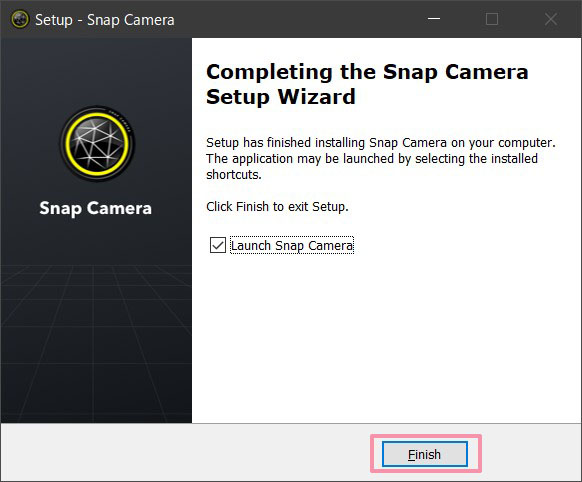 Setup - Snap Camera
Completing the Snap Camera
Setup Wizard
Setup has finished installing Snap Camera on your computer.
The application may be launched by selecting the installed
shortcuts.
Click Finish to exit Setup.
Snap Camera
Launch Snap Camera
Finish